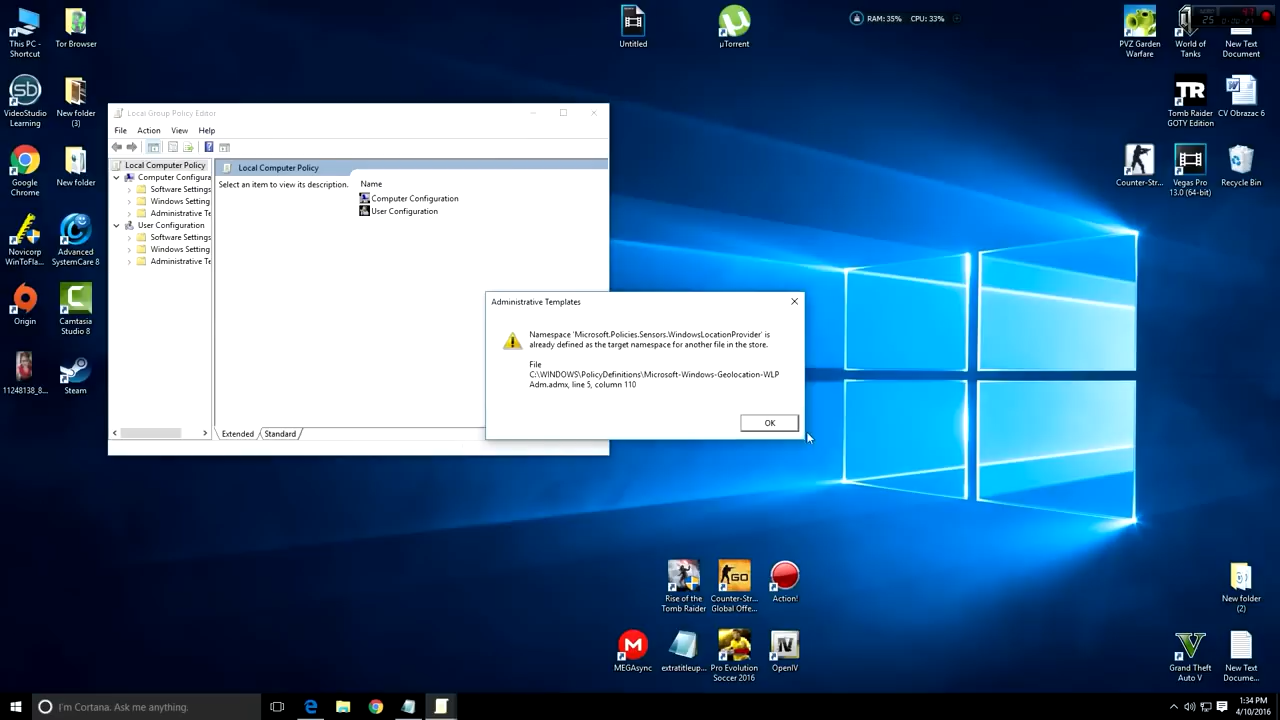 This PC -
Shortcut
Tor Browser
Untitled
µTorrent
RAM: 35%
CPU: 33%
25
PVZ Garden
Warfare
World of
Tanks
New Text
Document
VideoStudio
Learning
New folder
(3)
TR
Tomb Raider
GOTY Edition
CV Obrazac 6
Google
Chrome
New folder
Counter-Str...
Vegas Pro
13.0 (64-bit)
Recycle Bin
Novicorp
WinToFla...
Advanced
SystemCare 8
Origin
Camtasia
Studio 8
11248138_8...
Steam
Local Group Policy Editor
File
Action
View
Help
Local Computer Policy
Computer Configura
Software Settings
Windows Setting
Administrative Te
User Configuration
Software Settings
Windows Setting
Administrative Te
Local Computer Policy
Select an item to view its description.
Name
Computer Configuration
User Configuration
Extended
Standard
Administrative Templates
Namespace 'Microsoft.Policies.Sensors.WindowsLocationProvider' is
already defined as the target namespace for another file in the store.
File
C:\WINDOWS\PolicyDefinitions\Microsoft-Windows-Geolocation-WLP
Adm.admx, line 5, column 110
OK
Rise of the
Tomb Raider
GO
Counter-Str...
Global Offe...
Action!
New folder
(2)
M
MEGAsync
extratitleup...
Pro Evolution
Soccer 2016
IV
OpenIV
V
Grand Theft
Auto V
New Text
Docume...
I'm Cortana. Ask me anything.
1:34 PM
4/10/2016